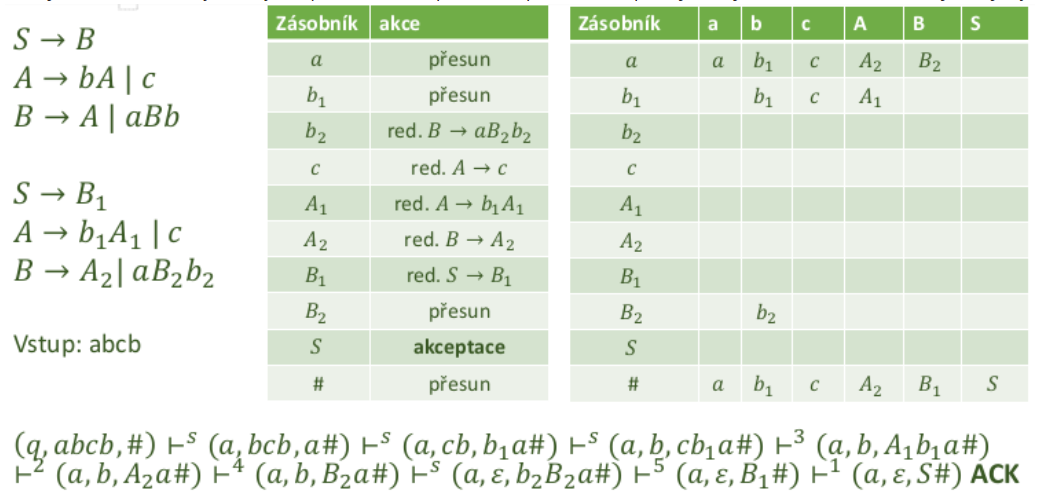 S → B
A → bA | c
B → A | aBb
S → B₁
A → b₁A₁ | c
B → A₂| aB₂b₂
Vstup: abcb
Zásobník akce
a přesun
b₁ přesun
b₂ red. B → aB₂b₂
c red. A → c
A₁ red. A → b₁A₁
A₂ red. B → A₂
B₁ red. S → B₁
B₂ přesun
S akceptace
# přesun
Zásobník a b c A B S
a a b₁ c A₂ B₂
b₁ b₁ c A₁
b₂
c
A₁
A₂
B₁
B₂ b₂
S
# a b₁ c A₂ B₁ S
(q, abcb, #) ⊢ˢ (a, bcb, a#) ⊢ˢ (a, cb, b₁a#) ⊢ˢ (a, b, cb₁a#) ⊢³ (a, b, A₁b₁a#)
⊢² (a, b, A₂a#) ⊢⁴ (a, b, B₂a#) ⊢ˢ (a, ε, b₂B₂a#) ⊢⁵ (a, ε, B₁#) ⊢¹ (a, ε, S#) ACK